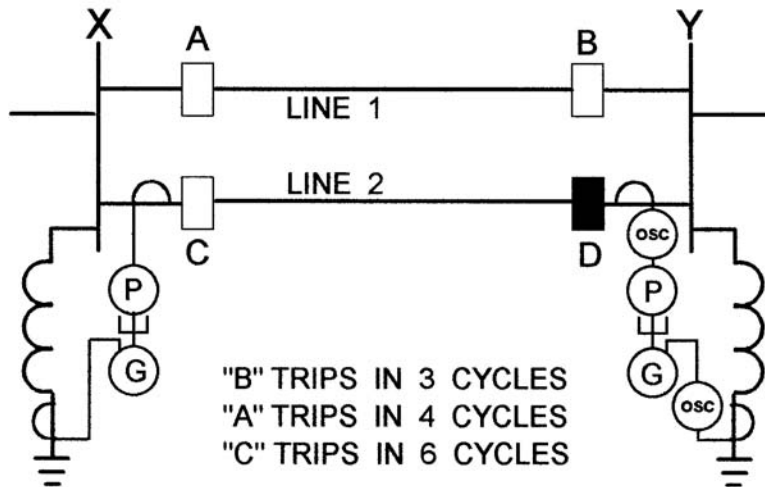 X
Y
A
B
LINE 1
LINE 2
C
D
OSC
P
P
G
G
OSC
"B" TRIPS IN 3 CYCLES
"A" TRIPS IN 4 CYCLES
"C" TRIPS IN 6 CYCLES